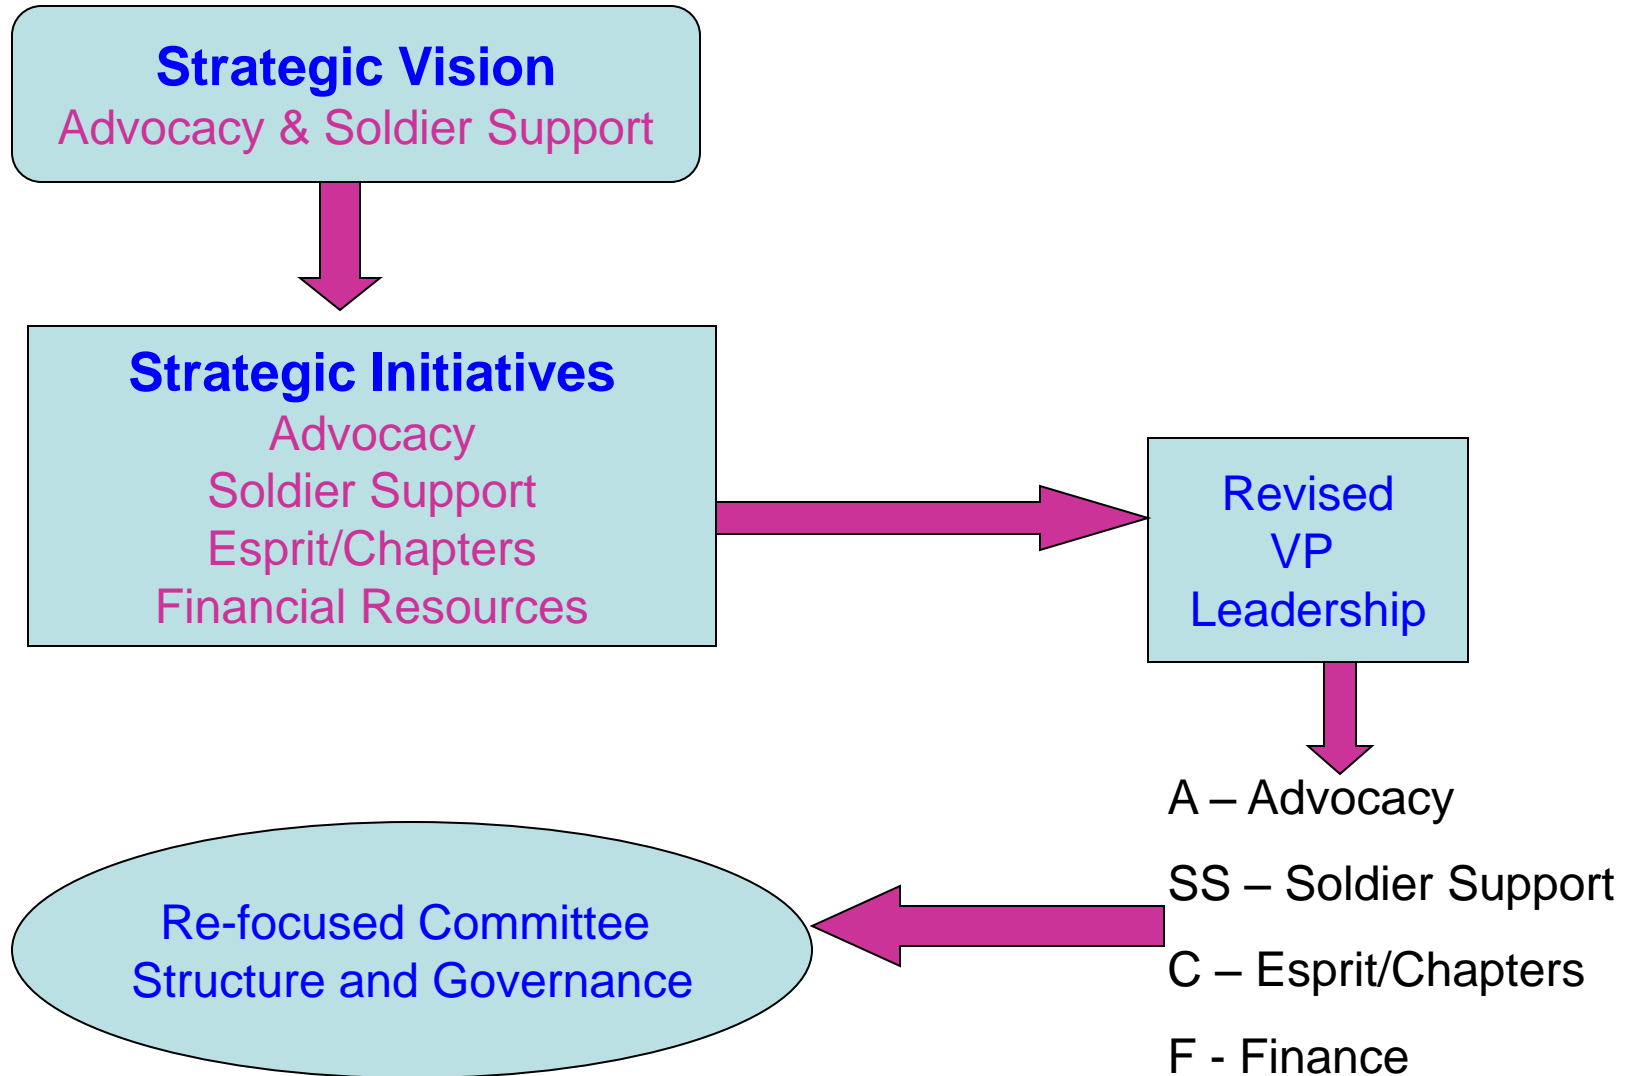 Strategic Vision
Advocacy & Soldier Support
Strategic Initiatives
Advocacy
Soldier Support
Esprit/Chapters
Financial Resources
Revised
VP
Leadership
A – Advocacy
SS – Soldier Support
C – Esprit/Chapters
F - Finance
Re-focused Committee
Structure and Governance